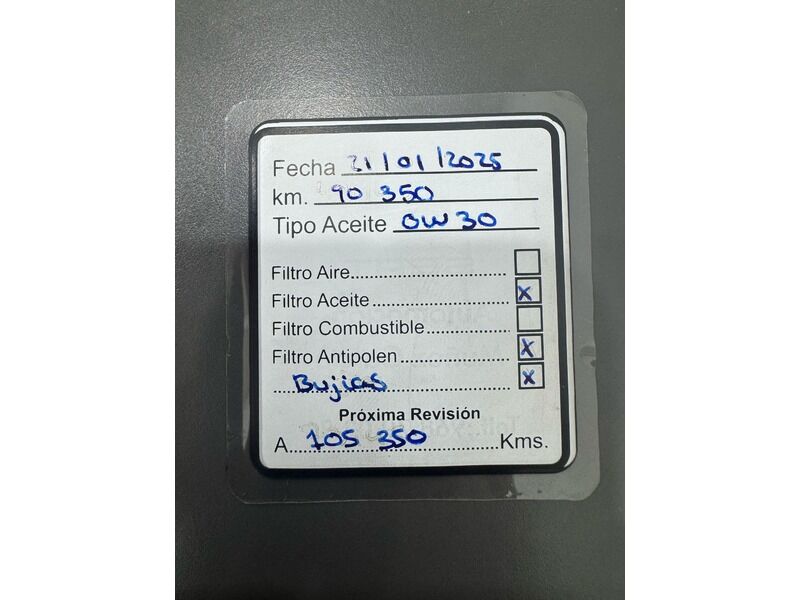 Fecha 21/01/2025
km. 90 350
Tipo Aceite 0W30
Filtro Aire
Filtro Aceite X
Filtro Combustible
Filtro Antipolen X
Bujias X
Próxima Revisión
A 105 350 Kms.